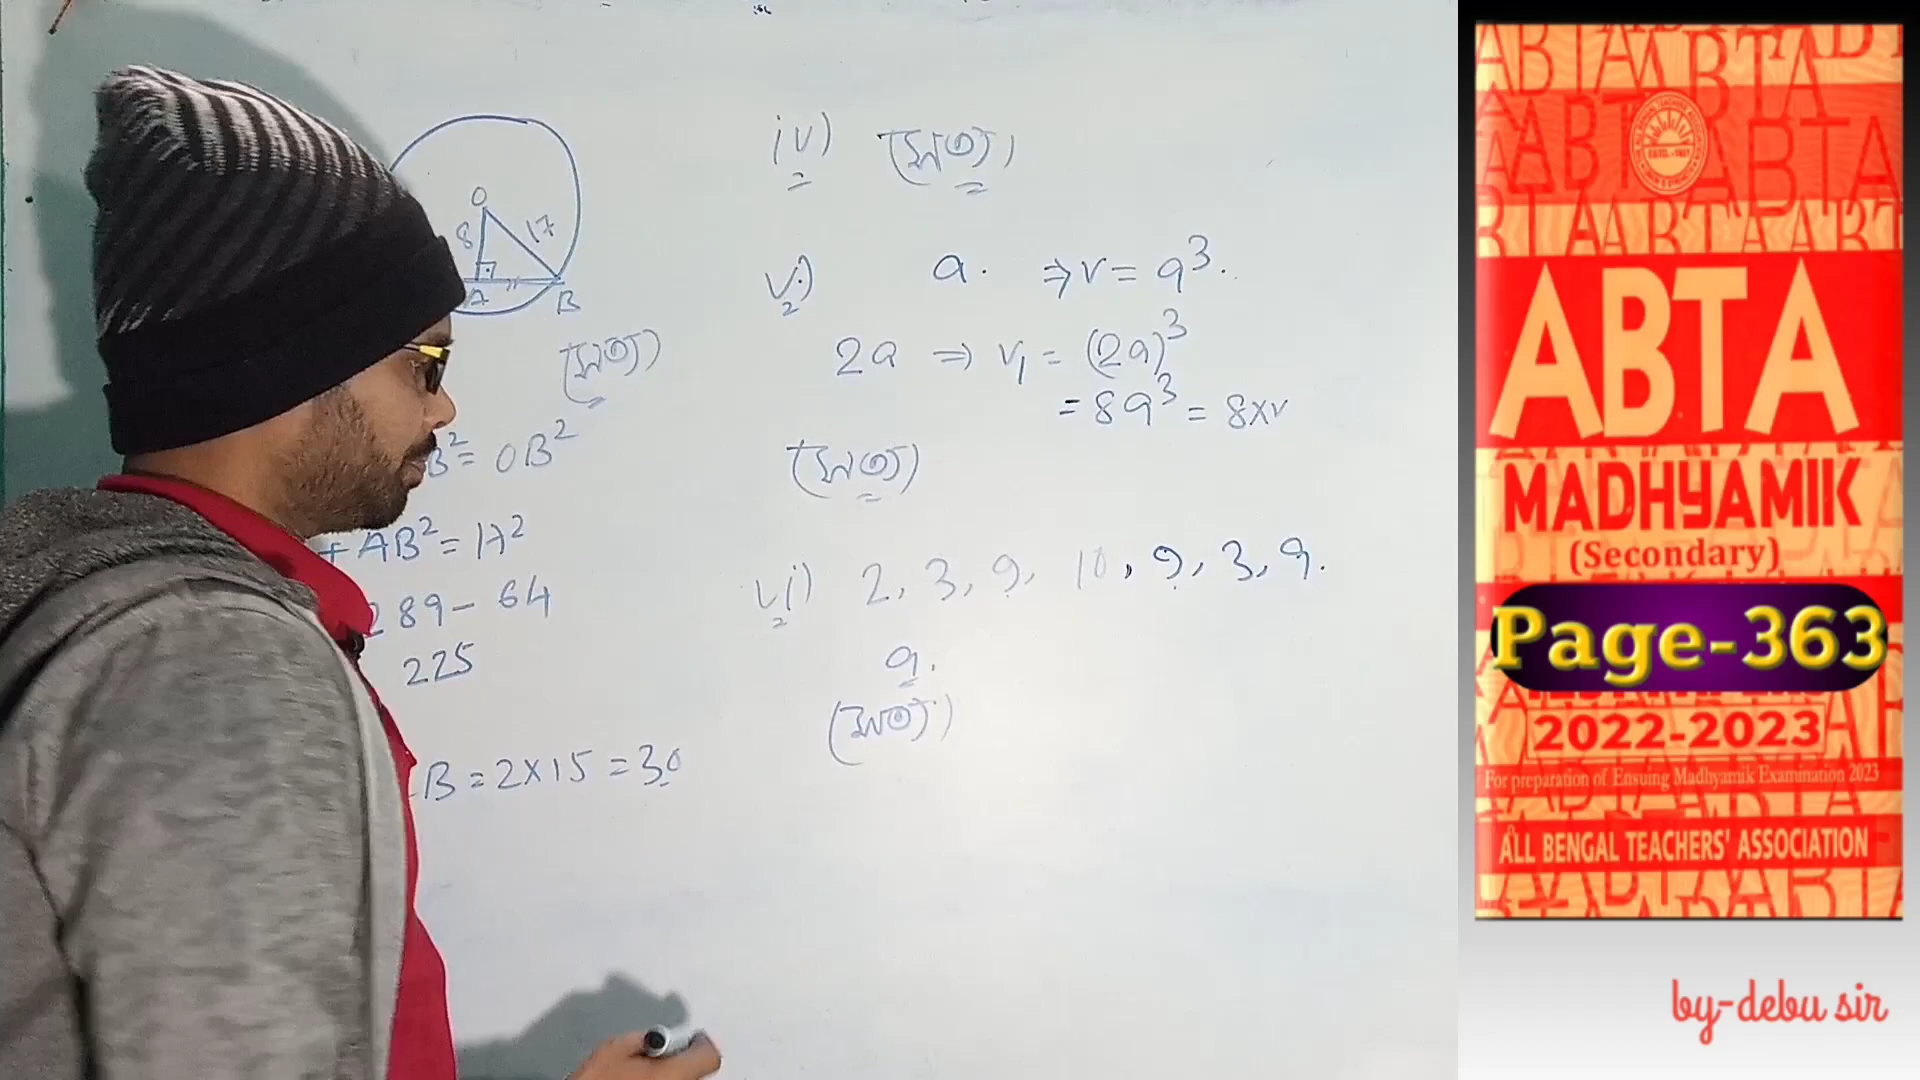 O
8 17
A B
(সত্য)
B² = OB²
+ AB² = 17²
289 - 64
225
B = 2×15 = 30
iv) (সত্য)
v) a. ⇒ v = a³.
2a ⇒ v₁ = (2a)³
= 8a³ = 8×v
(সত্য)
vi) 2, 3, 9, 10, 9, 3, 9.
9.
(সত্য)
ABTA
MADHYAMIK
(Secondary)
Page-363
2022-2023
For preparation of Ensuing Madhyamik Examination 2023
ALL BENGAL TEACHERS' ASSOCIATION
by-debu sir